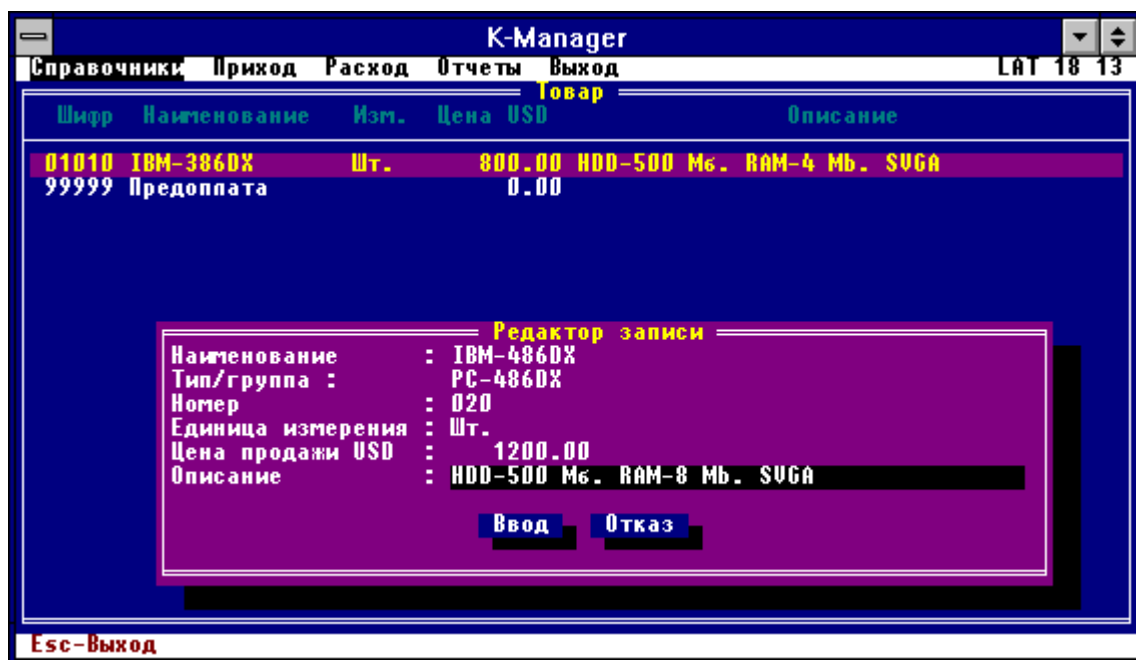 K-Manager
Справочники Приход Расход Отчеты Выход LAT 18 13
Товар
Шифр Наименование Изм. Цена USD Описание
01010 IBM-386DX Шт. 800.00 HDD-500 Мб. RAM-4 Mb. SVGA
99999 Предоплата 0.00
Редактор записи
Наименование : IBM-486DX
Тип/группа : PC-486DX
Номер : 020
Единица измерения : Шт.
Цена продажи USD : 1200.00
Описание : HDD-500 Мб. RAM-8 Mb. SVGA
Ввод Отказ
Esc-Выход